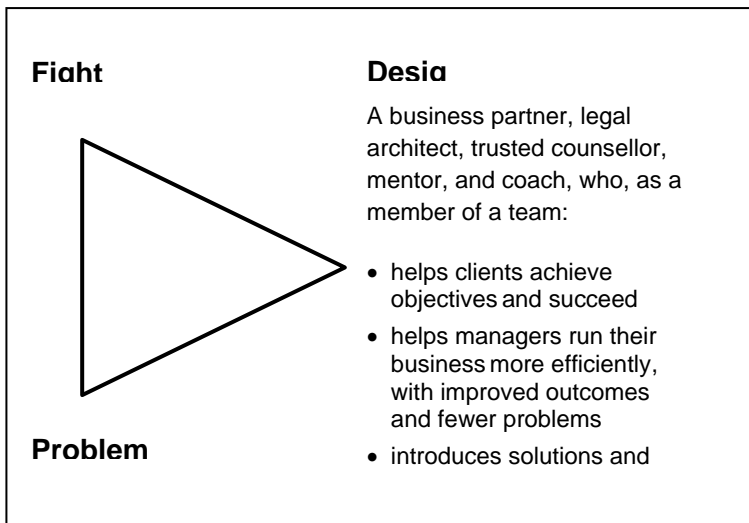 Fight
Desig
A business partner, legal
architect, trusted counsellor,
mentor, and coach, who, as a
member of a team:
• helps clients achieve
objectives and succeed
• helps managers run their
business more efficiently,
with improved outcomes
and fewer problems
Problem
• introduces solutions and